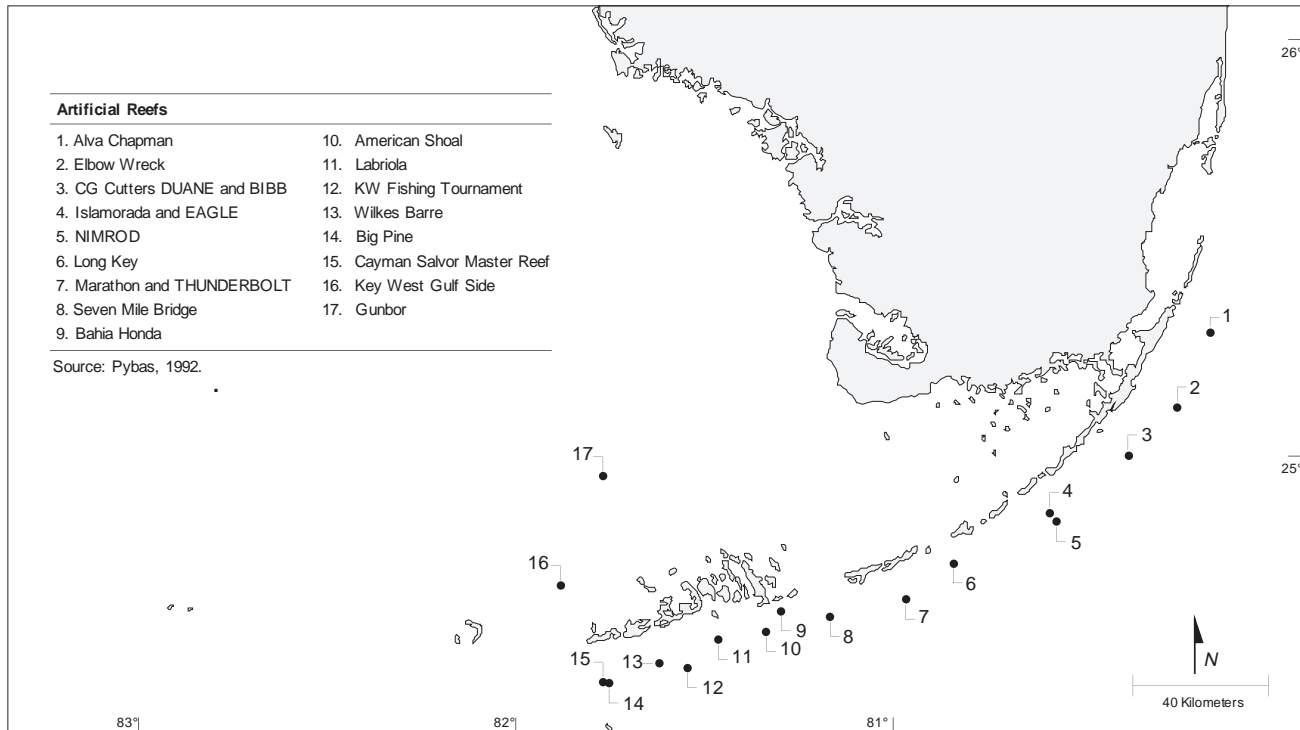 Artificial Reefs
1. Alva Chapman
2. Elbow Wreck
3. CG Cutters DUANE and BIBB
4. Islamorada and EAGLE
5. NIMROD
6. Long Key
7. Marathon and THUNDERBOLT
8. Seven Mile Bridge
9. Bahia Honda
10. American Shoal
11. Labriola
12. KW Fishing Tournament
13. Wilkes Barre
14. Big Pine
15. Cayman Salvor Master Reef
16. Key West Gulf Side
17. Gunbor
Source: Pybas, 1992.
26°
1
2
3
25°
17
4
5
16
6
7
9
8
10
11
15
13
12
14
N
40 Kilometers
83°
82°
81°